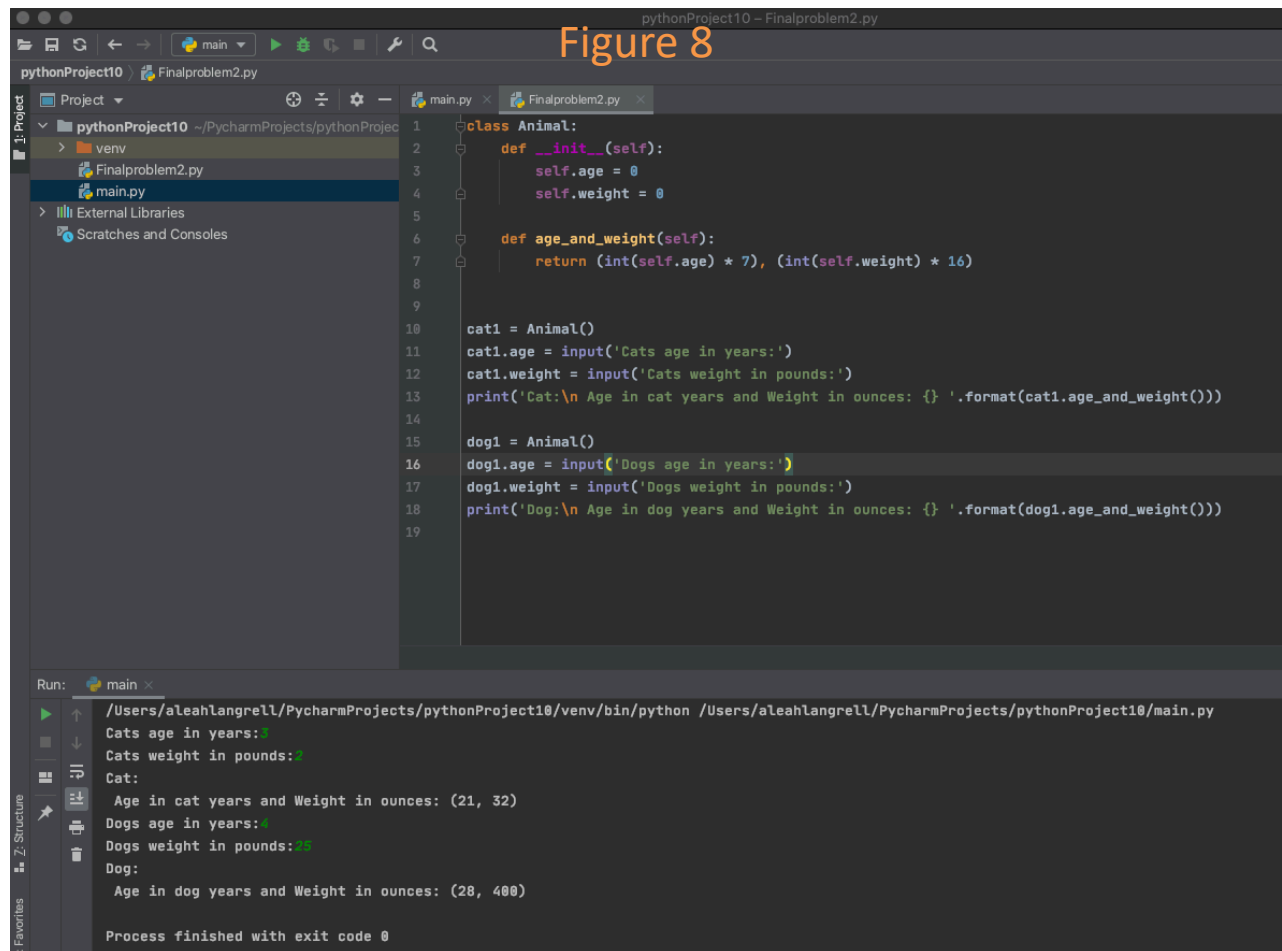 pythonProject10 – Finalproblem2.py
Figure 8
main
pythonProject10 Finalproblem2.py
1: Project
Project
pythonProject10 ~/PycharmProjects/pythonProjec
venv
Finalproblem2.py
main.py
External Libraries
Scratches and Consoles
main.py Finalproblem2.py
1 class Animal:
2     def __init__(self):
3         self.age = 0
4         self.weight = 0
5
6     def age_and_weight(self):
7         return (int(self.age) * 7), (int(self.weight) * 16)
8
9
10 cat1 = Animal()
11 cat1.age = input('Cats age in years:')
12 cat1.weight = input('Cats weight in pounds:')
13 print('Cat:\n Age in cat years and Weight in ounces: {} '.format(cat1.age_and_weight()))
14
15 dog1 = Animal()
16 dog1.age = input('Dogs age in years:')
17 dog1.weight = input('Dogs weight in pounds:')
18 print('Dog:\n Age in dog years and Weight in ounces: {} '.format(dog1.age_and_weight()))
19
Run: main
/Users/aleahlangrell/PycharmProjects/pythonProject10/venv/bin/python /Users/aleahlangrell/PycharmProjects/pythonProject10/main.py
Cats age in years:3
Cats weight in pounds:2
Cat:
 Age in cat years and Weight in ounces: (21, 32)
Dogs age in years:4
Dogs weight in pounds:25
Dog:
 Age in dog years and Weight in ounces: (28, 400)
Process finished with exit code 0
Z: Structure
Favorites